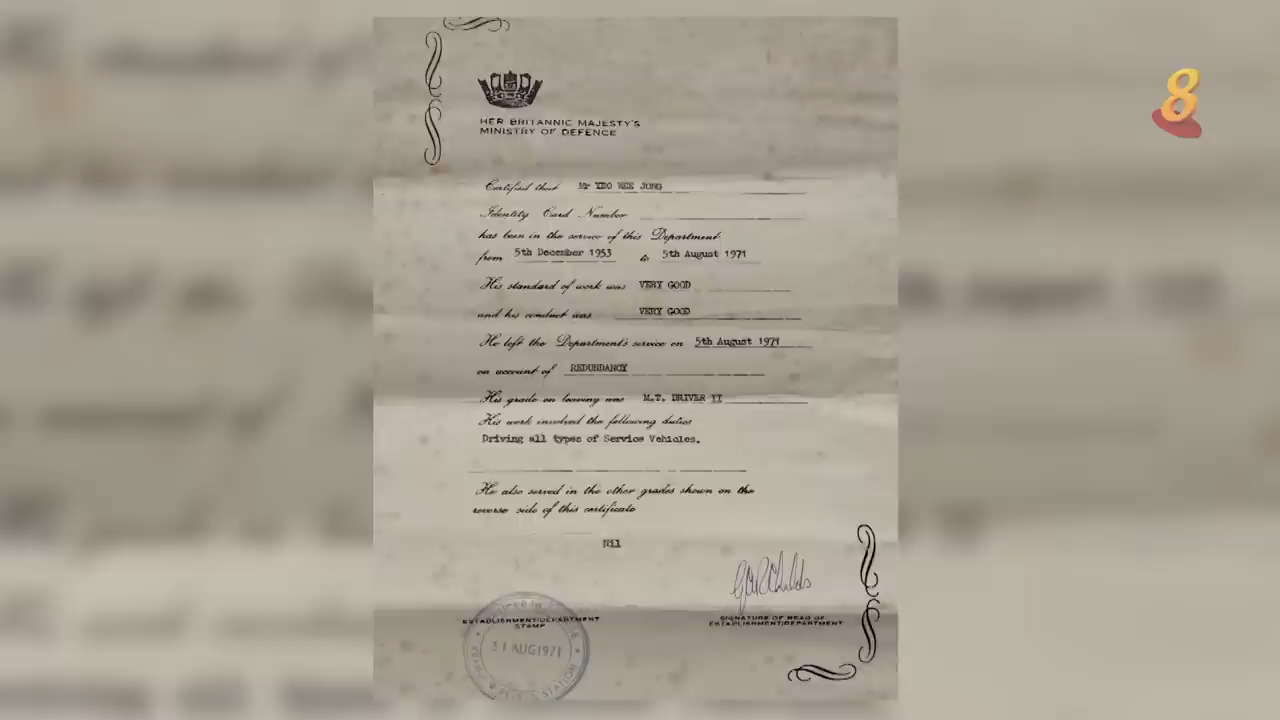 8
HER BRITANNIC MAJESTY'S
MINISTRY OF DEFENCE
Certified that Mr YEO WEE JONG
Identity Card Number
has been in the service of this Department
from 5th December 1953 to 5th August 1971
His standard of work was VERY GOOD
and his conduct was VERY GOOD
He left the Department's service on 5th August 1971
on account of REDUNDANCY
His grade on leaving was M.T. DRIVER II
His work involved the following duties
Driving all types of Service Vehicles.
He also served in the other grades shown on the
reverse side of this certificate
Nil
ESTABLISHMENT/DEPARTMENT
STAMP
31 AUG 1971
STATION
SIGNATURE OF HEAD OF
ESTABLISHMENT/DEPARTMENT